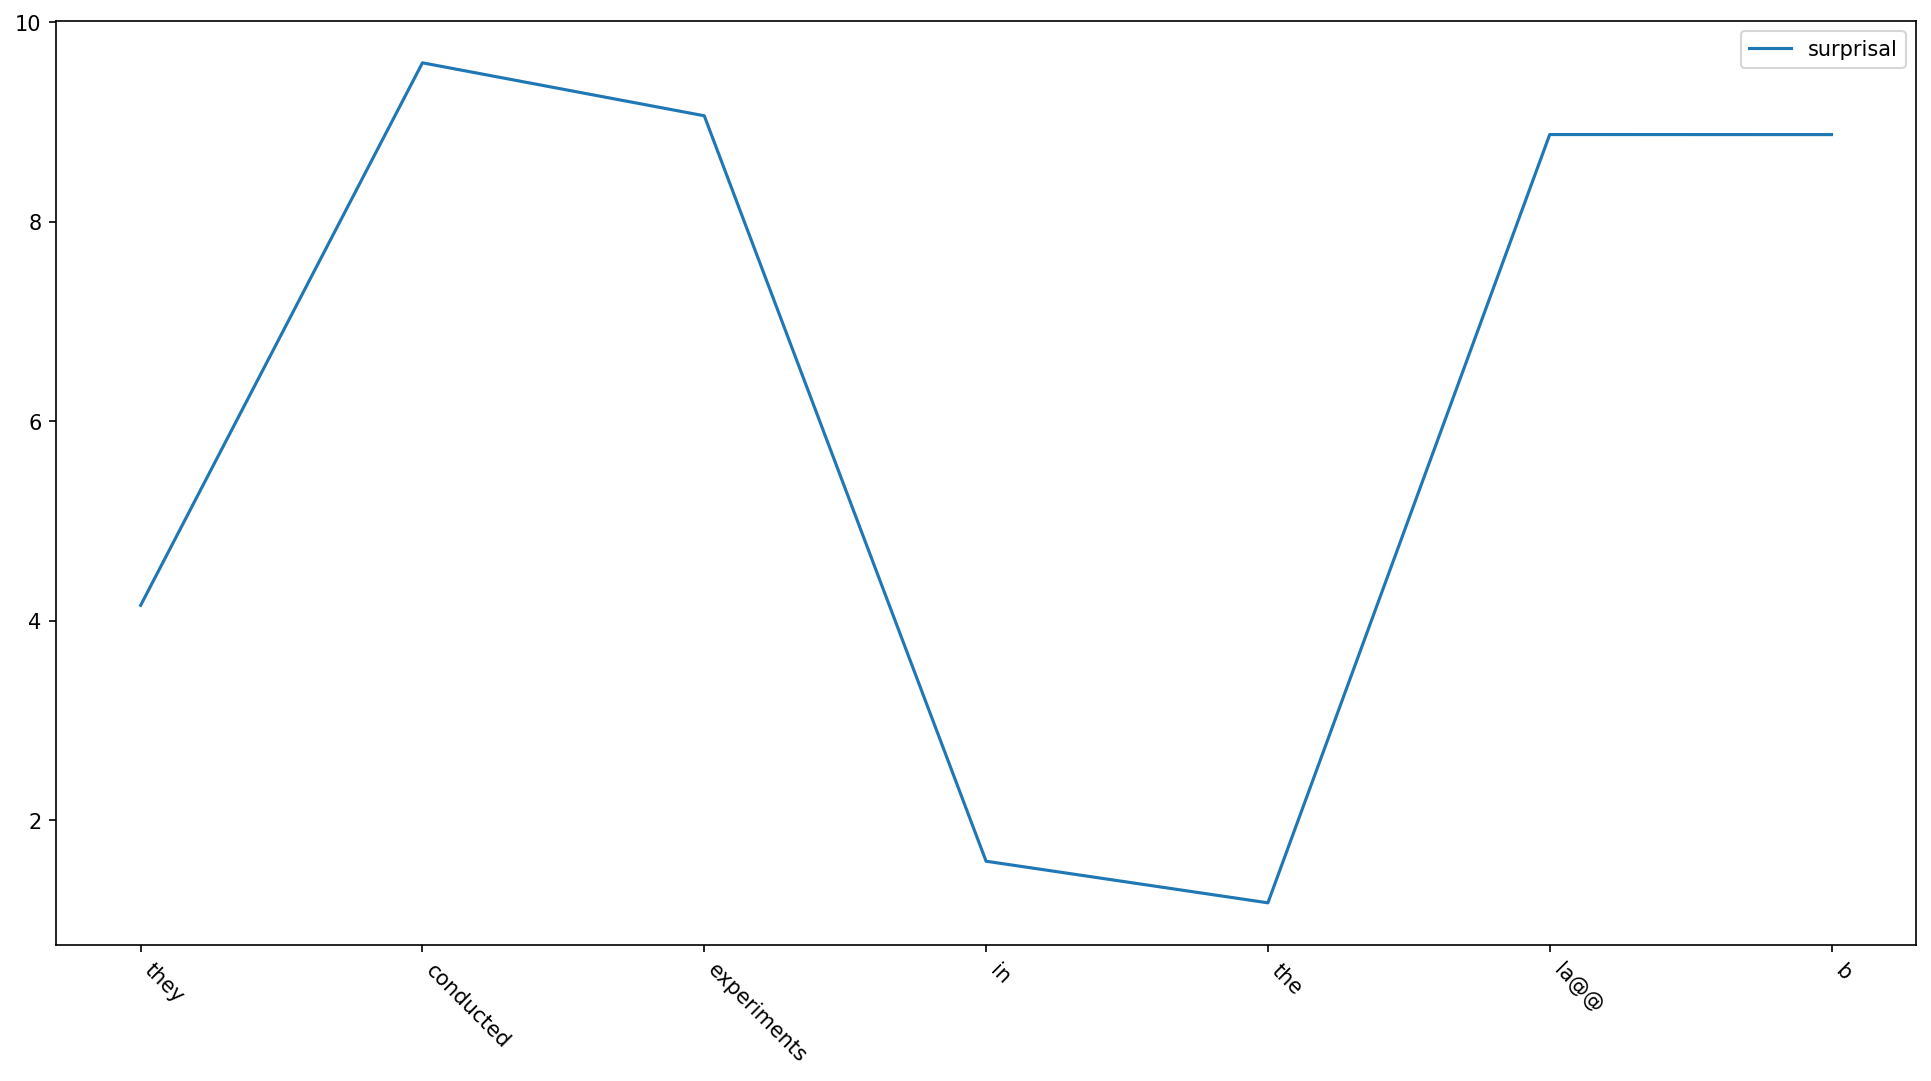 10
surprisal
8
6
4
2
they
conducted
experiments
in
the
la@@
b